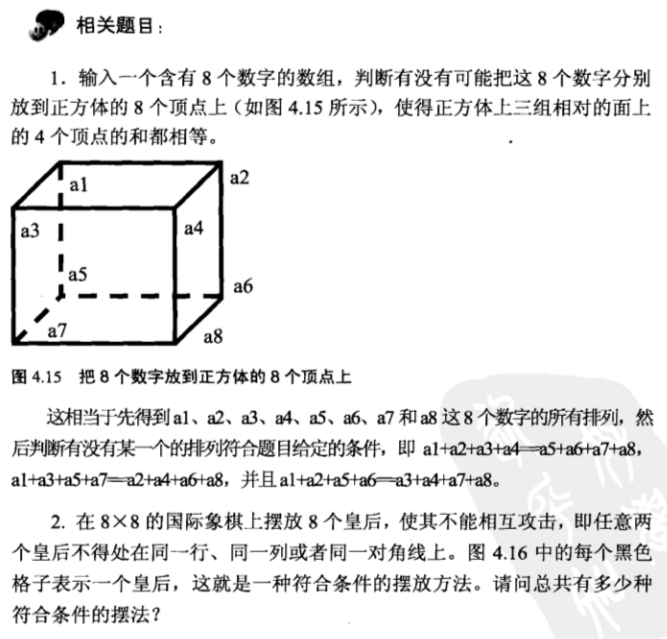 相关题目：
1．输入一个含有 8 个数字的数组，判断有没有可能把这 8 个数字分别
放到正方体的 8 个顶点上（如图 4.15 所示），使得正方体上三组相对的面上
的 4 个顶点的和都相等。
a1
a2
a3
a4
a5
a6
a7
a8
图 4.15 把 8 个数字放到正方体的 8 个顶点上
这相当于先得到 a1、a2、a3、a4、a5、a6、a7 和 a8 这 8 个数字的所有排列，然
后判断有没有某一个的排列符合题目给定的条件，即 a1+a2+a3+a4==a5+a6+a7+a8，
a1+a3+a5+a7==a2+a4+a6+a8，并且 a1+a2+a5+a6==a3+a4+a7+a8。
2. 在 8×8 的国际象棋上摆放 8 个皇后，使其不能相互攻击，即任意两
个皇后不得处在同一行、同一列或者同一对角线上。图 4.16 中的每个黑色
格子表示一个皇后，这就是一种符合条件的摆放方法。请问总共有多少种
符合条件的摆法？